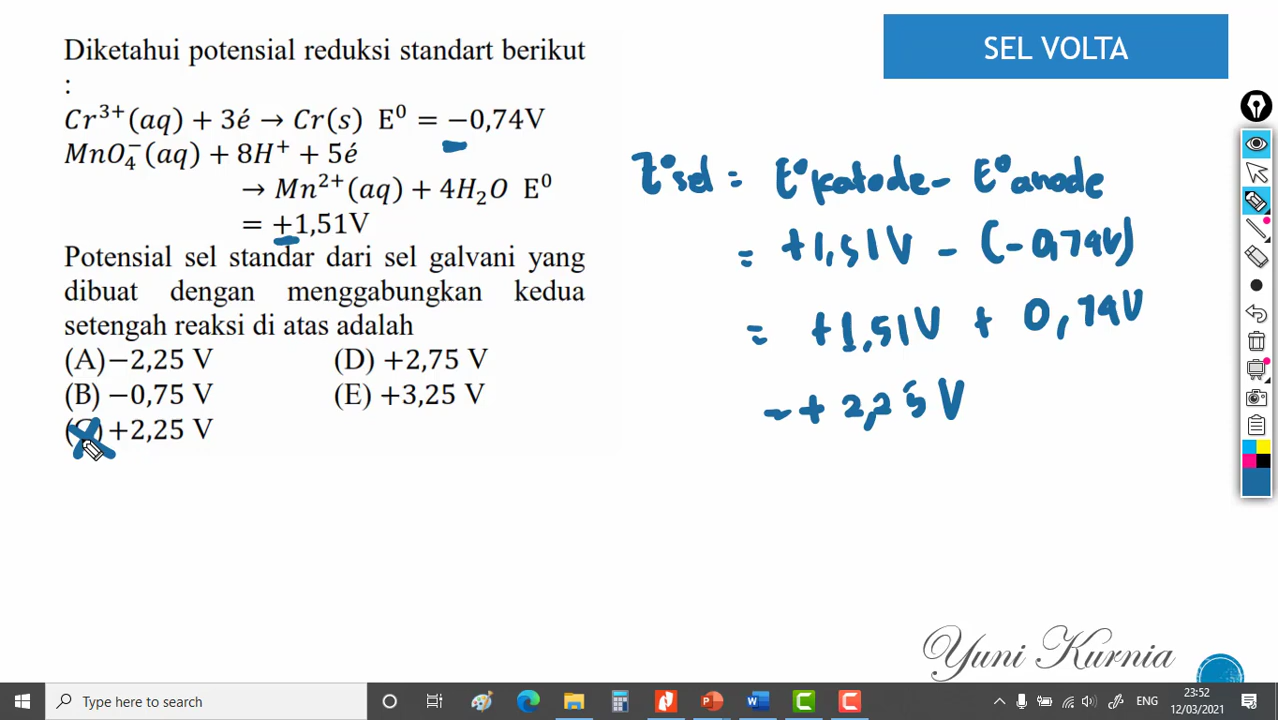 SEL VOLTA
Diketahui potensial reduksi standart berikut
:
Cr³⁺(aq) + 3é → Cr(s) E⁰ = −0,74V
MnO₄⁻(aq) + 8H⁺ + 5é
→ Mn²⁺(aq) + 4H₂O E⁰
= +1,51V
Potensial sel standar dari sel galvani yang
dibuat dengan menggabungkan kedua
setengah reaksi di atas adalah
(A) −2,25 V (D) +2,75 V
(B) −0,75 V (E) +3,25 V
(C) +2,25 V
E°sel = E°katode − E°anode
= +1,51V − (−0,74V)
= +1,51V + 0,74V
= + 2,25 V
Yuni Kurnia
Type here to search
ENG
23:52
12/03/2021